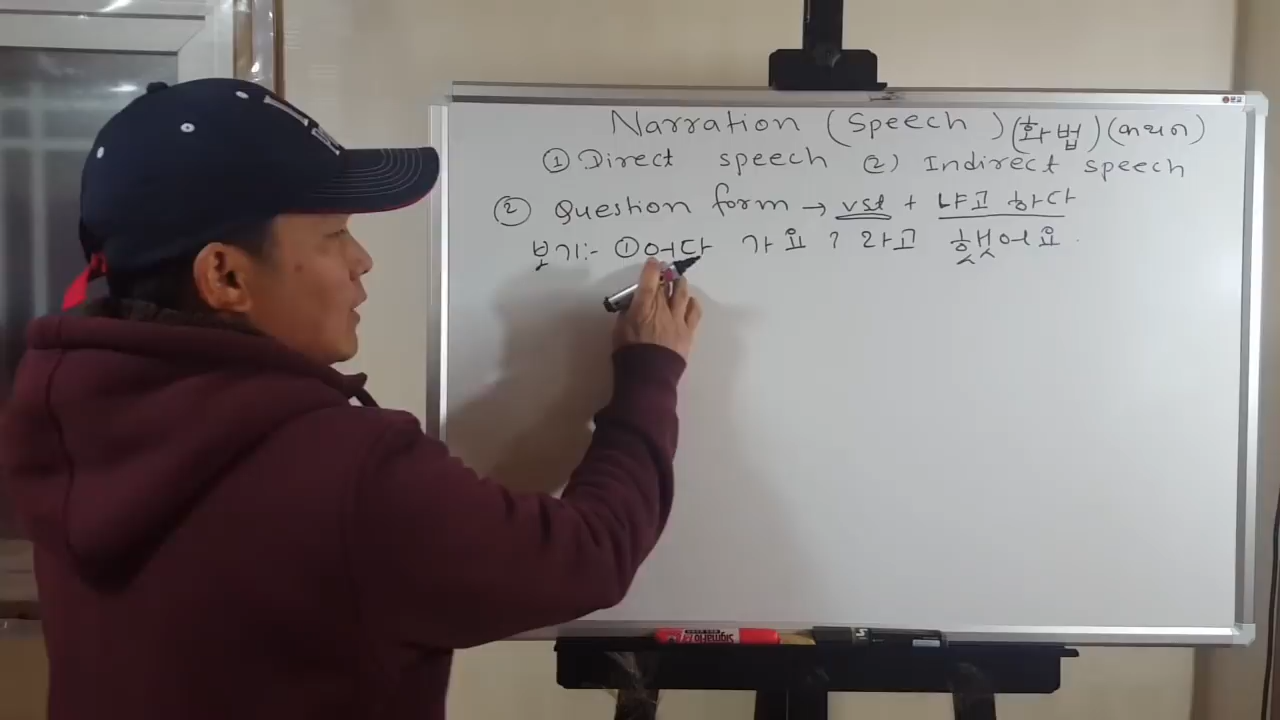 Narration (Speech) (화법) (कथन)
① Direct speech ②) Indirect speech
② Question form → vst + 냐고 하다
보기:- ① 어다 가요? 라고 했어요.